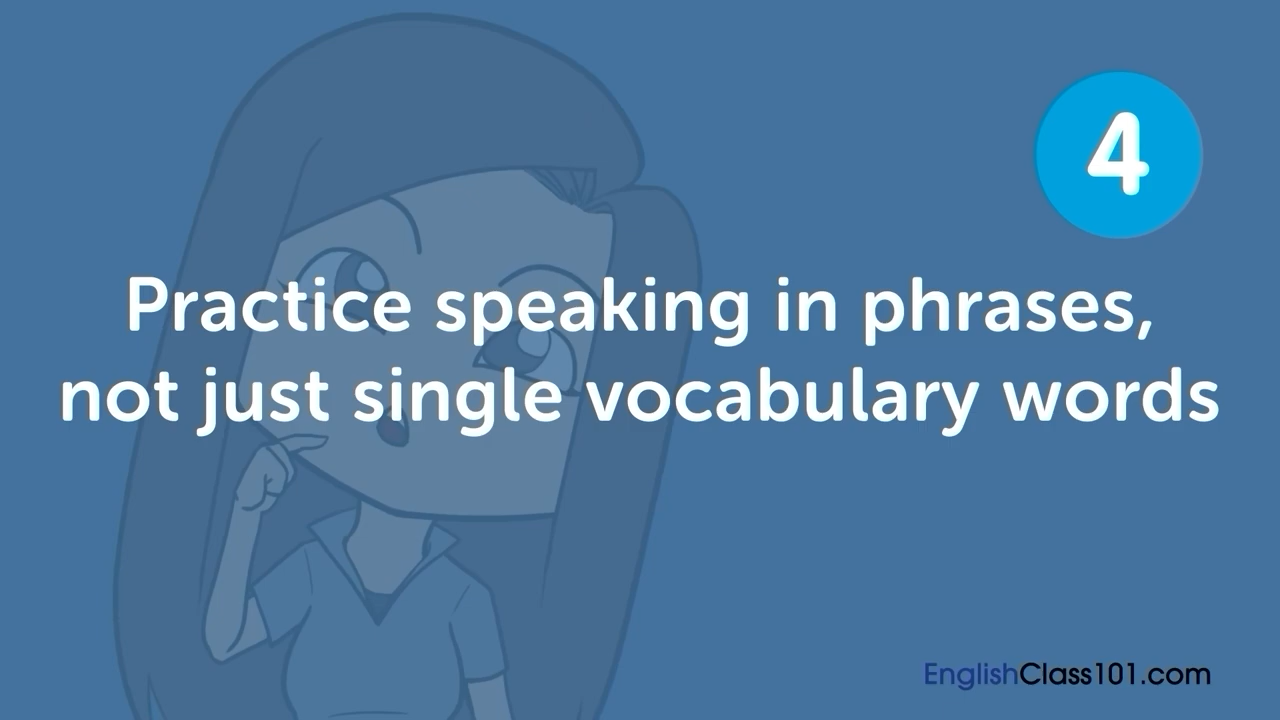 4
Practice speaking in phrases,
not just single vocabulary words
EnglishClass101.com